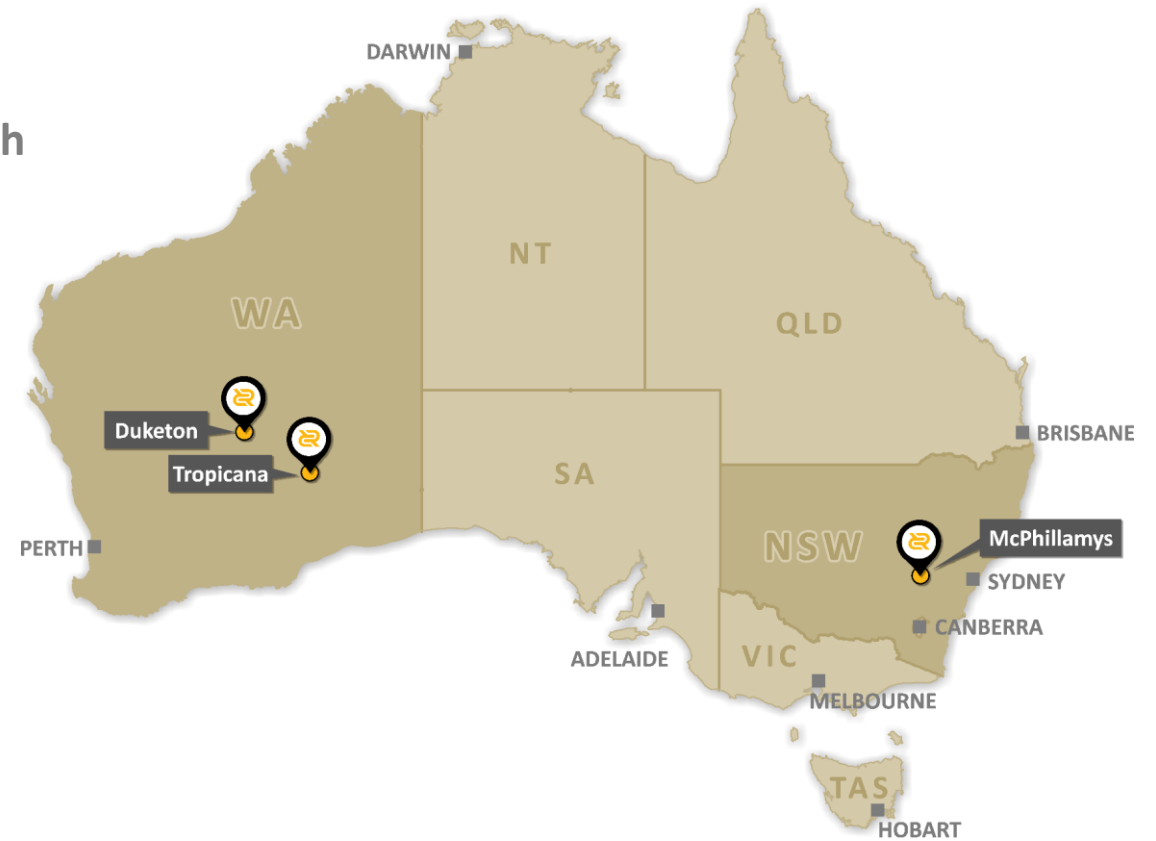 DARWIN
h
NT
WA
QLD
Duketon
BRISBANE
Tropicana
SA
McPhillamys
NSW
PERTH
SYDNEY
CANBERRA
ADELAIDE
VIC
MELBOURNE
TAS
HOBART